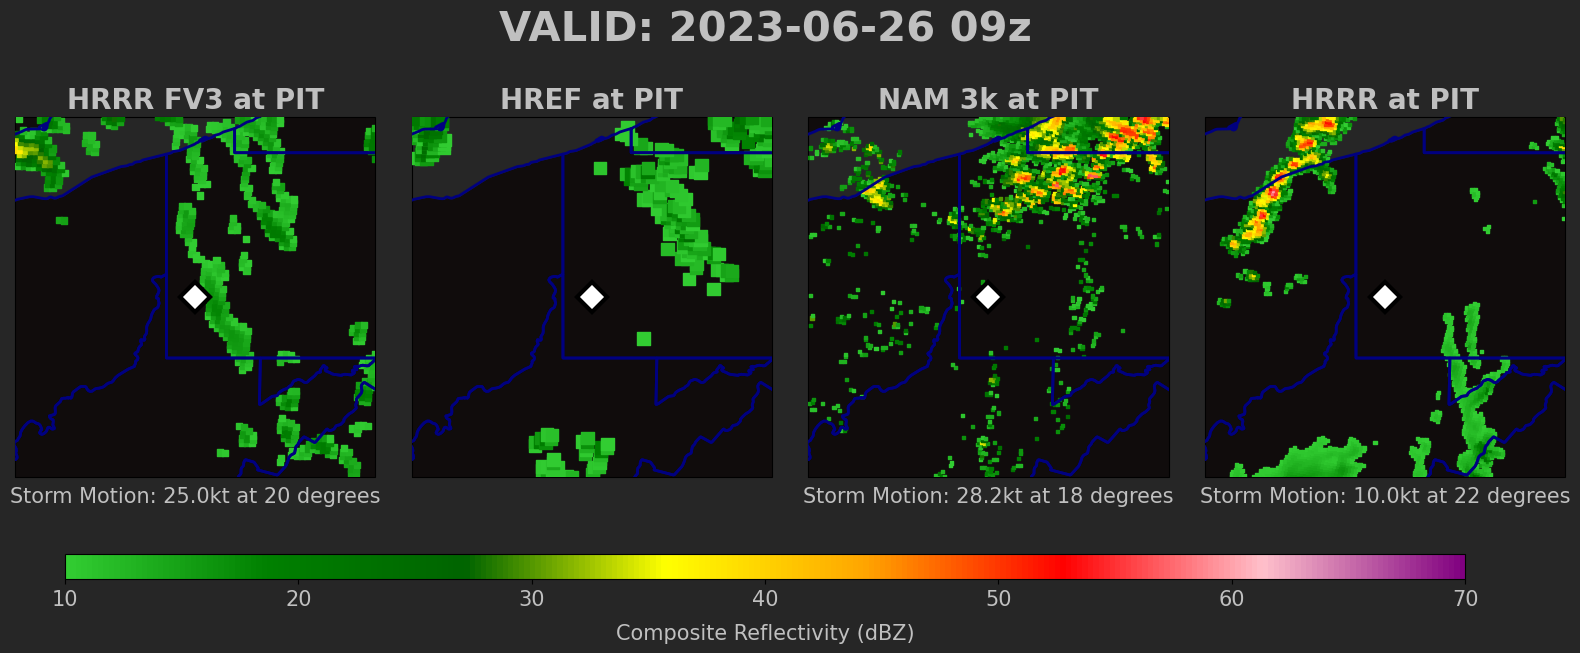 VALID: 2023-06-26 09z
HRRR FV3 at PIT
HREF at PIT
NAM 3k at PIT
HRRR at PIT
Storm Motion: 25.0kt at 20 degrees
Storm Motion: 28.2kt at 18 degrees
Storm Motion: 10.0kt at 22 degrees
10 20 30 40 50 60 70
Composite Reflectivity (dBZ)